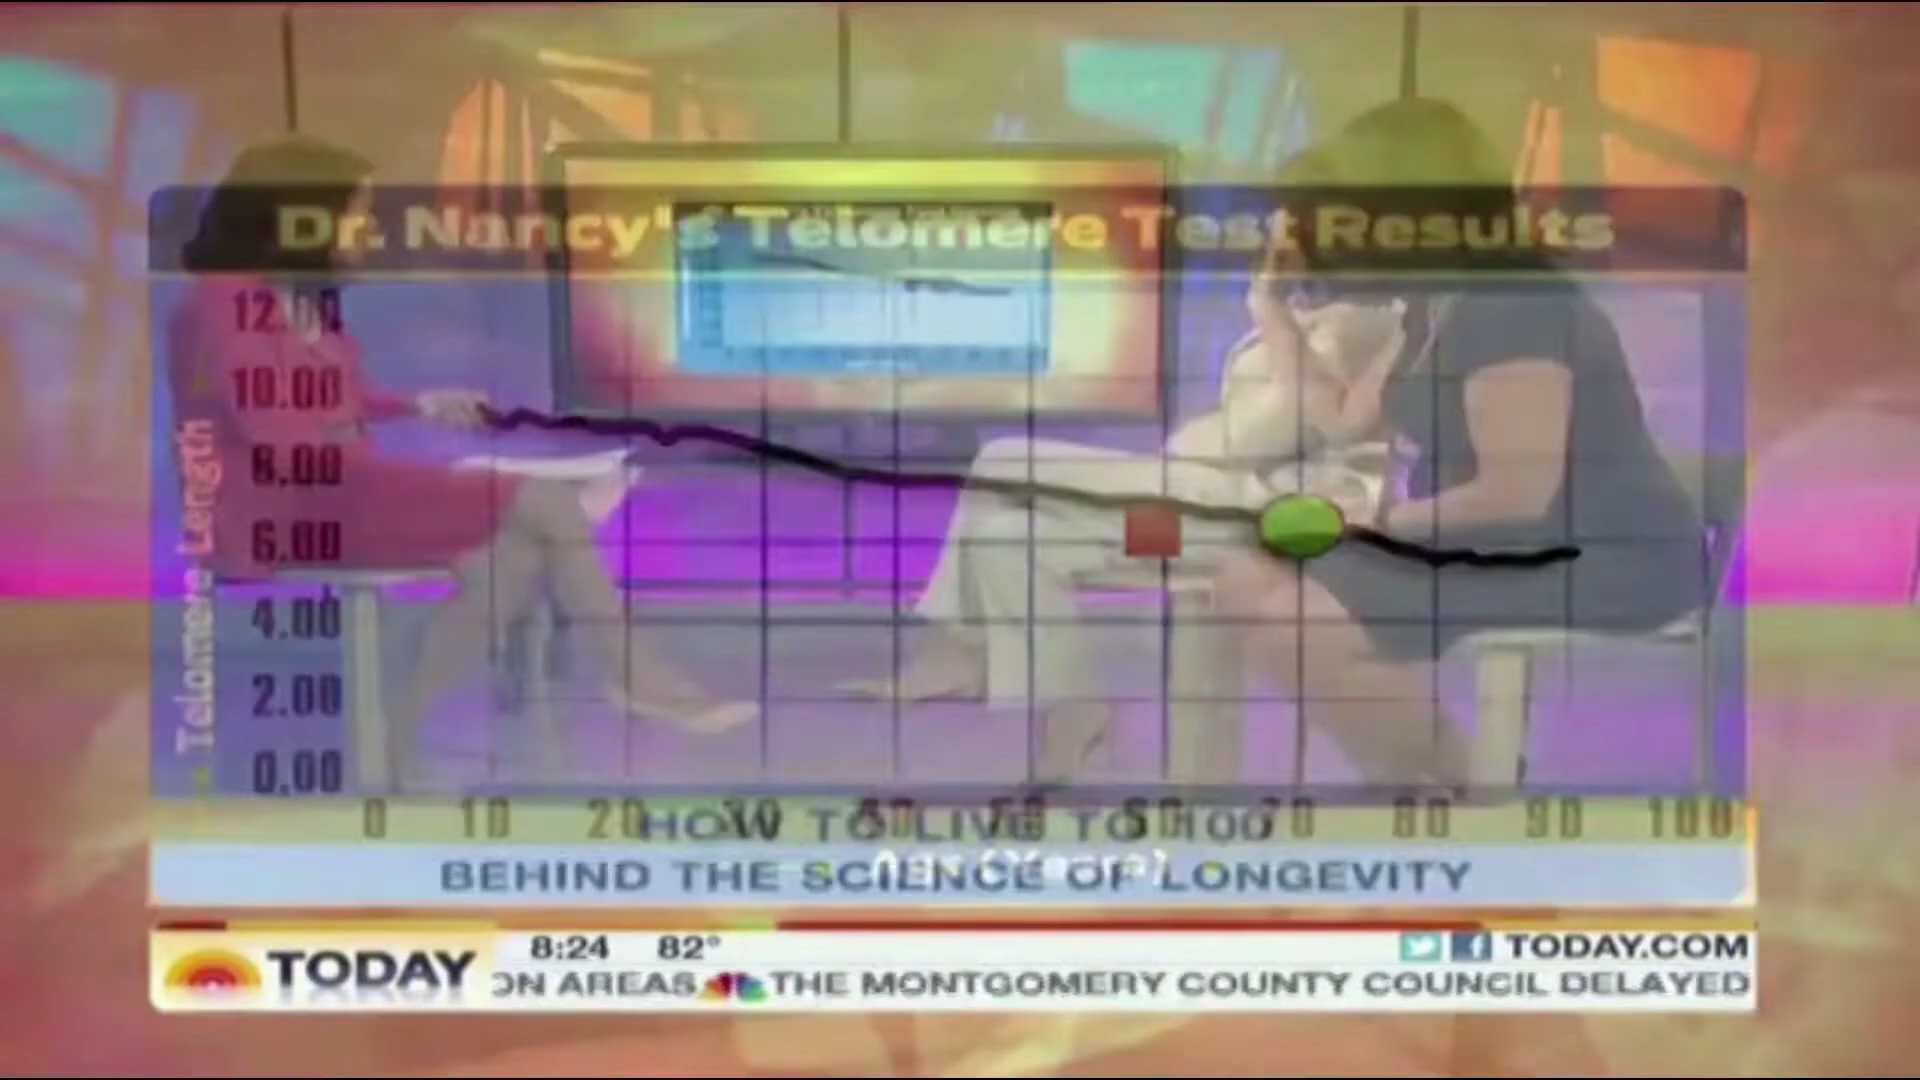 Dr. Nancy's Telomere Test Results
12.00
10.00
8.00
6.00
4.00
2.00
0.00
Telomere Length
0 10 20 30 40 50 60 70 80 90 100
Age (Years)
HOW TO LIVE TO 100
BEHIND THE SCIENCE OF LONGEVITY
TODAY
8:24 82°
TODAY.COM
ON AREAS THE MONTGOMERY COUNTY COUNCIL DELAYED